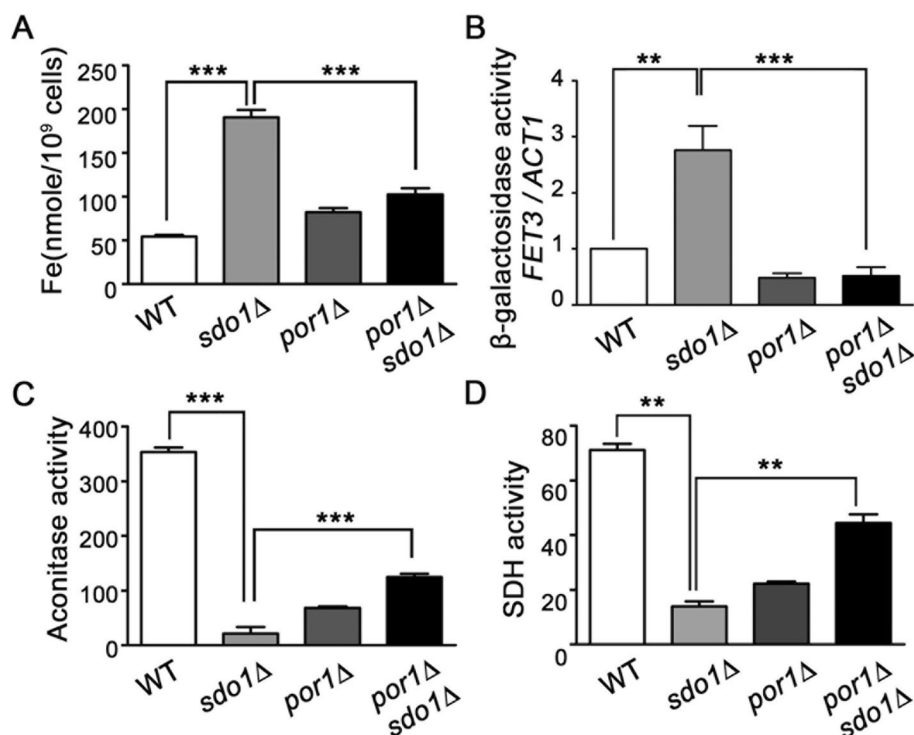 A
Fe(nmole/10⁹ cells)
250
200
150
100
50
0
***
***
WT
sdo1Δ
por1Δ
por1Δ
sdo1Δ
B
β-galactosidase activity
FET3 / ACT1
4
3
2
1
0
**
***
WT
sdo1Δ
por1Δ
por1Δ
sdo1Δ
C
Aconitase activity
400
300
200
100
0
***
***
WT
sdo1Δ
por1Δ
por1Δ
sdo1Δ
D
SDH activity
80
60
40
20
0
**
**
WT
sdo1Δ
por1Δ
por1Δ
sdo1Δ